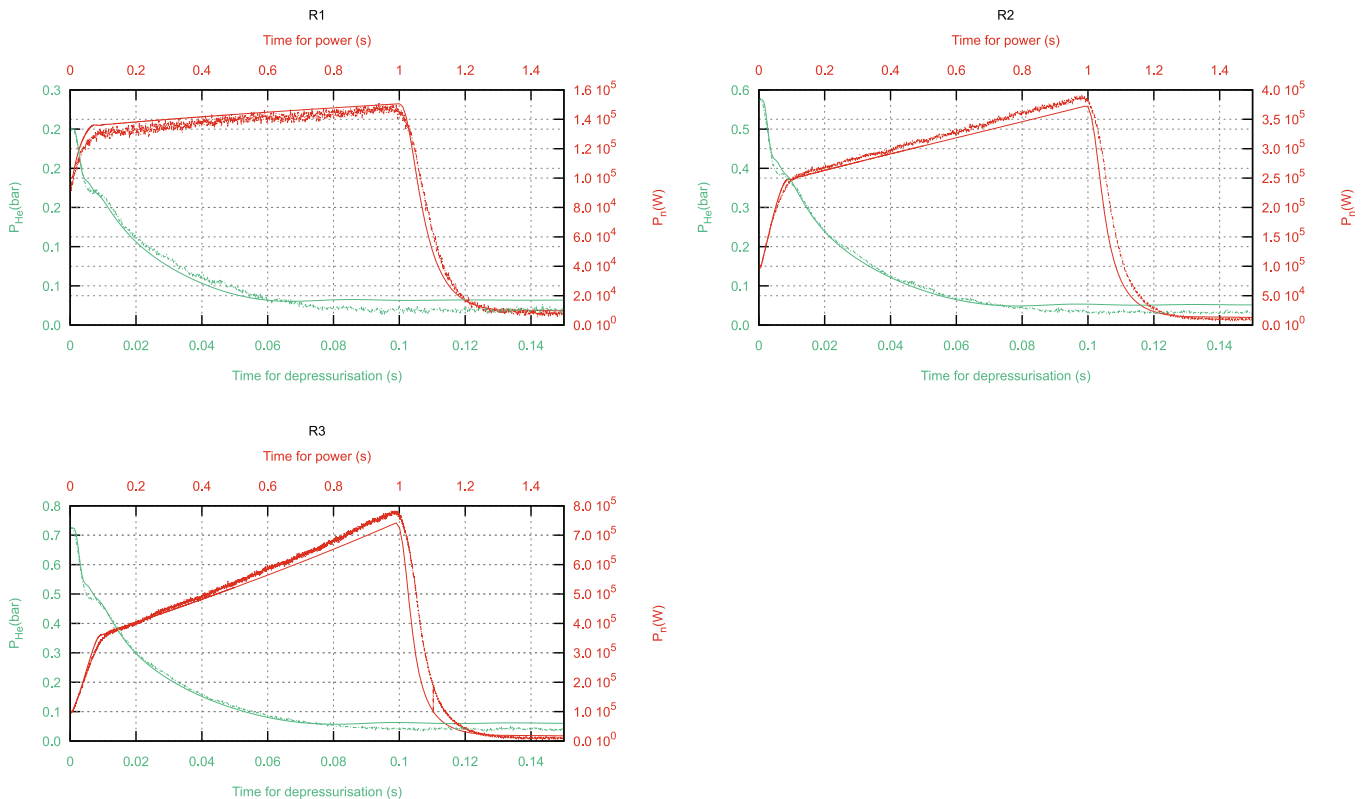 R1
Time for power (s)
0 0.2 0.4 0.6 0.8 1 1.2 1.4
0.3
0.2
0.2
0.2
0.1
0.1
0.0
P_He(bar)
1.6 10^5
1.4 10^5
1.2 10^5
1.0 10^5
8.0 10^4
6.0 10^4
4.0 10^4
2.0 10^4
0.0 10^0
P_n(W)
0 0.02 0.04 0.06 0.08 0.1 0.12 0.14
Time for depressurisation (s)
R2
Time for power (s)
0 0.2 0.4 0.6 0.8 1 1.2 1.4
0.6
0.5
0.4
0.3
0.2
0.1
0.0
P_He(bar)
4.0 10^5
3.5 10^5
3.0 10^5
2.5 10^5
2.0 10^5
1.5 10^5
1.0 10^5
5.0 10^4
0.0 10^0
P_n(W)
0 0.02 0.04 0.06 0.08 0.1 0.12 0.14
Time for depressurisation (s)
R3
Time for power (s)
0 0.2 0.4 0.6 0.8 1 1.2 1.4
0.8
0.7
0.6
0.5
0.4
0.3
0.2
0.1
0.0
P_He(bar)
8.0 10^5
7.0 10^5
6.0 10^5
5.0 10^5
4.0 10^5
3.0 10^5
2.0 10^5
1.0 10^5
0.0 10^0
P_n(W)
0 0.02 0.04 0.06 0.08 0.1 0.12 0.14
Time for depressurisation (s)